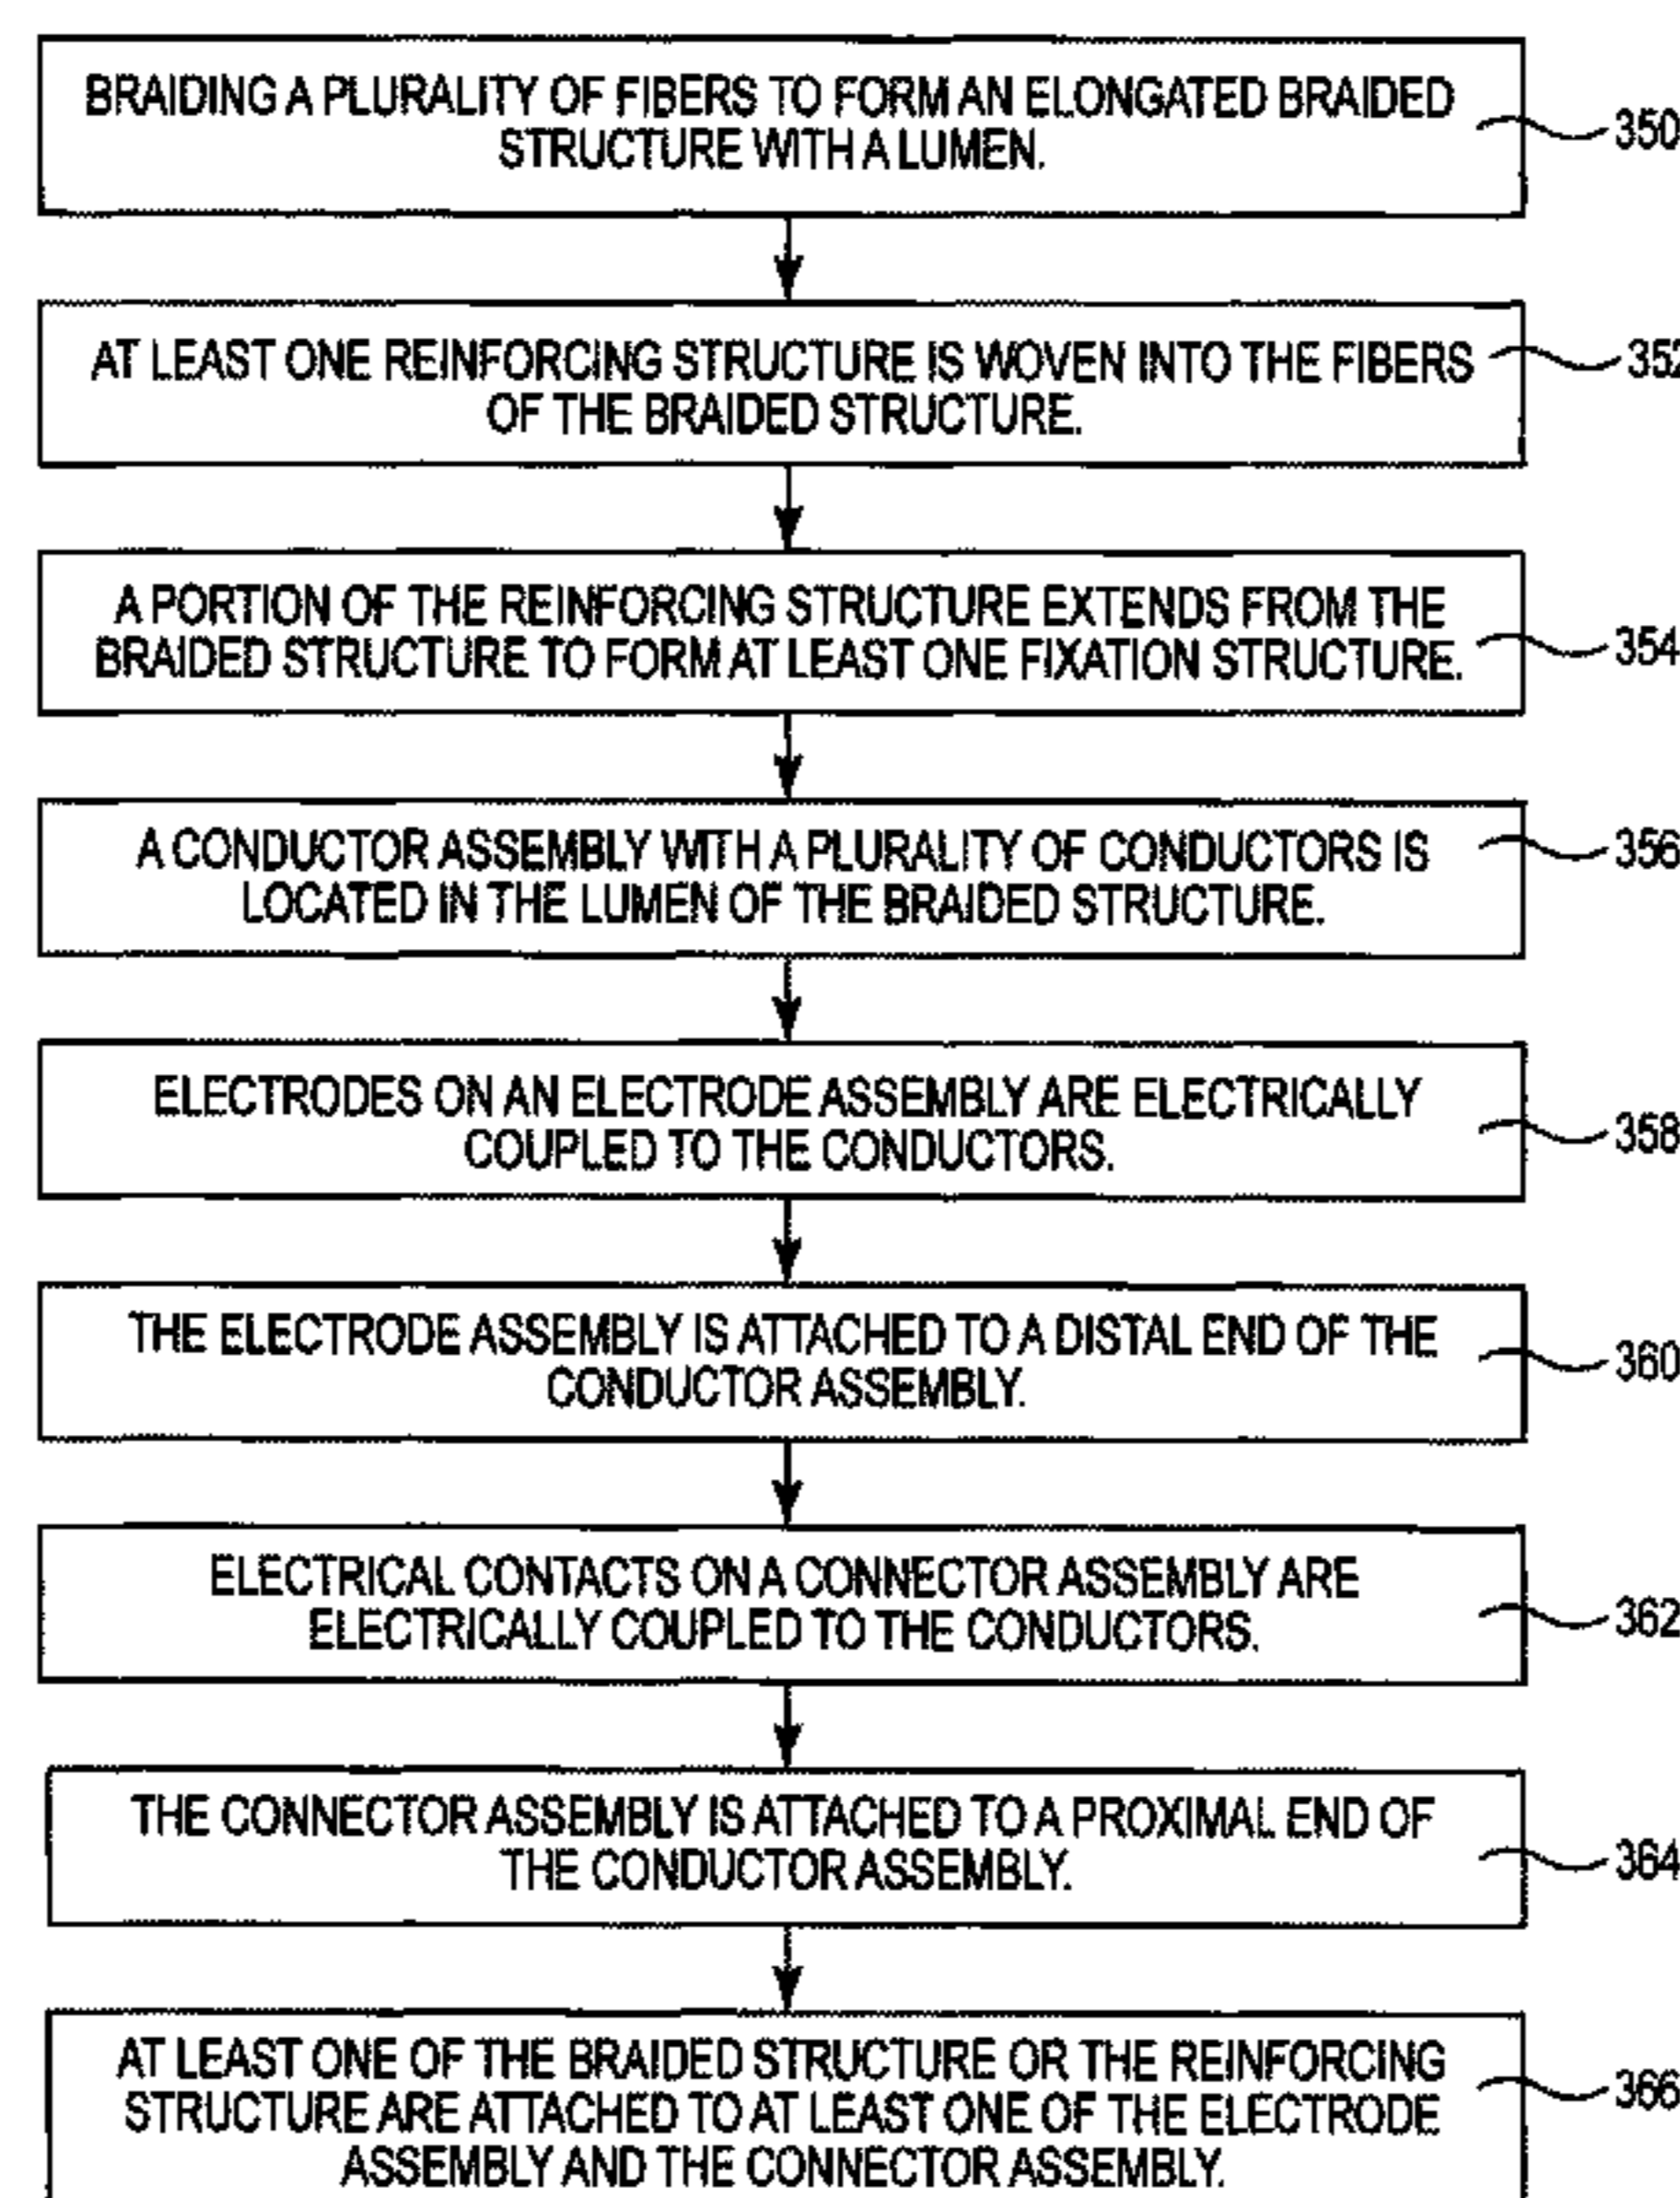 BRAIDING A PLURALITY OF FIBERS TO FORM AN ELONGATED BRAIDED
STRUCTURE WITH A LUMEN.
350
AT LEAST ONE REINFORCING STRUCTURE IS WOVEN INTO THE FIBERS
OF THE BRAIDED STRUCTURE.
352
A PORTION OF THE REINFORCING STRUCTURE EXTENDS FROM THE
BRAIDED STRUCTURE TO FORM AT LEAST ONE FIXATION STRUCTURE.
354
A CONDUCTOR ASSEMBLY WITH A PLURALITY OF CONDUCTORS IS
LOCATED IN THE LUMEN OF THE BRAIDED STRUCTURE.
356
ELECTRODES ON AN ELECTRODE ASSEMBLY ARE ELECTRICALLY
COUPLED TO THE CONDUCTORS.
358
THE ELECTRODE ASSEMBLY IS ATTACHED TO A DISTAL END OF THE
CONDUCTOR ASSEMBLY.
360
ELECTRICAL CONTACTS ON A CONNECTOR ASSEMBLY ARE
ELECTRICALLY COUPLED TO THE CONDUCTORS.
362
THE CONNECTOR ASSEMBLY IS ATTACHED TO A PROXIMAL END OF
THE CONDUCTOR ASSEMBLY.
364
AT LEAST ONE OF THE BRAIDED STRUCTURE OR THE REINFORCING
STRUCTURE ARE ATTACHED TO AT LEAST ONE OF THE ELECTRODE
ASSEMBLY AND THE CONNECTOR ASSEMBLY.
366